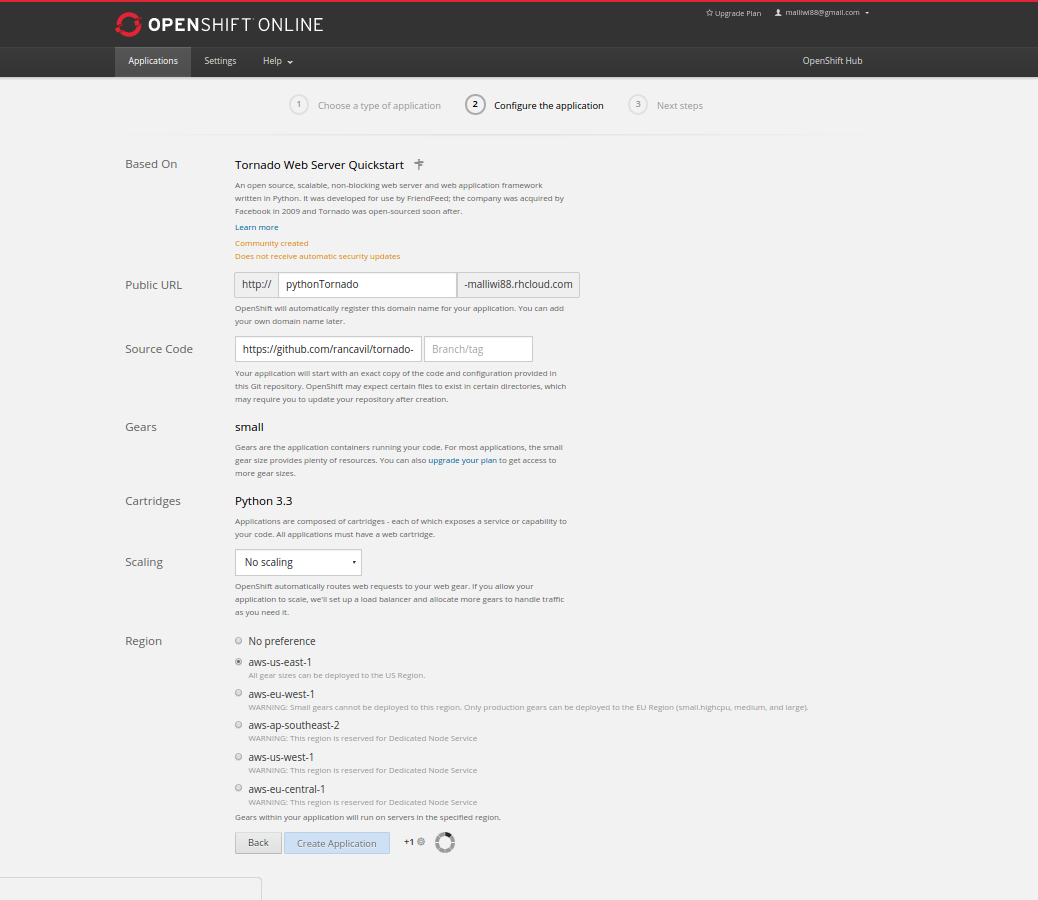 OPENSHIFT ONLINE
Upgrade Plan malliwi88@gmail.com
Applications Settings Help OpenShift Hub
1 Choose a type of application 2 Configure the application 3 Next steps
Based On Tornado Web Server Quickstart
An open source, scalable, non-blocking web server and web application framework
written in Python. It was developed for use by FriendFeed; the company was acquired by
Facebook in 2009 and Tornado was open-sourced soon after.
Learn more
Community created
Does not receive automatic security updates
Public URL http:// pythonTornado -malliwi88.rhcloud.com
OpenShift will automatically register this domain name for your application. You can add
your own domain name later.
Source Code https://github.com/rancavil/tornado- Branch/tag
Your application will start with an exact copy of the code and configuration provided in
this Git repository. OpenShift may expect certain files to exist in certain directories, which
may require you to update your repository after creation.
Gears small
Gears are the application containers running your code. For most applications, the small
gear size provides plenty of resources. You can also upgrade your plan to get access to
more gear sizes.
Cartridges Python 3.3
Applications are composed of cartridges - each of which exposes a service or capability to
your code. All applications must have a web cartridge.
Scaling No scaling
OpenShift automatically routes web requests to your web gear. If you allow your
application to scale, we'll set up a load balancer and allocate more gears to handle traffic
as you need it.
Region No preference
aws-us-east-1
All gear sizes can be deployed to the US Region.
aws-eu-west-1
WARNING: Small gears cannot be deployed to this region. Only production gears can be deployed to the EU Region (small.highcpu, medium, and large).
aws-ap-southeast-2
WARNING: This region is reserved for Dedicated Node Service
aws-us-west-1
WARNING: This region is reserved for Dedicated Node Service
aws-eu-central-1
WARNING: This region is reserved for Dedicated Node Service
Gears within your application will run on servers in the specified region.
Back Create Application +1